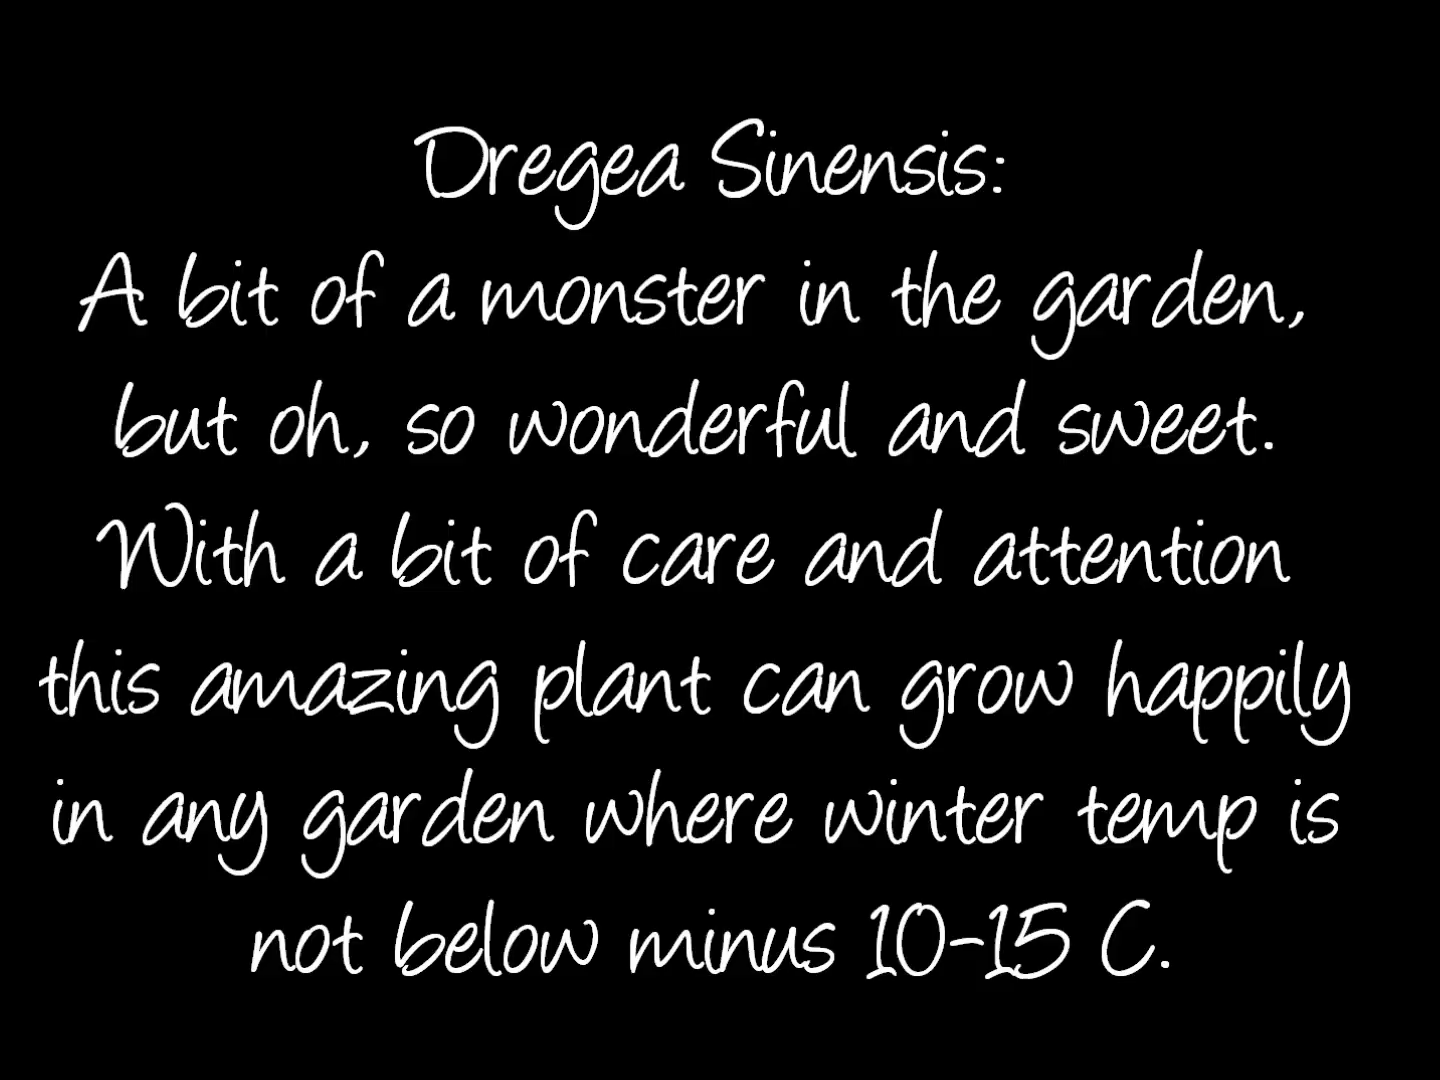 Dregea Sinensis:
A bit of a monster in the garden,
but oh, so wonderful and sweet.
With a bit of care and attention
this amazing plant can grow happily
in any garden where winter temp is
not below minus 10-15 C.